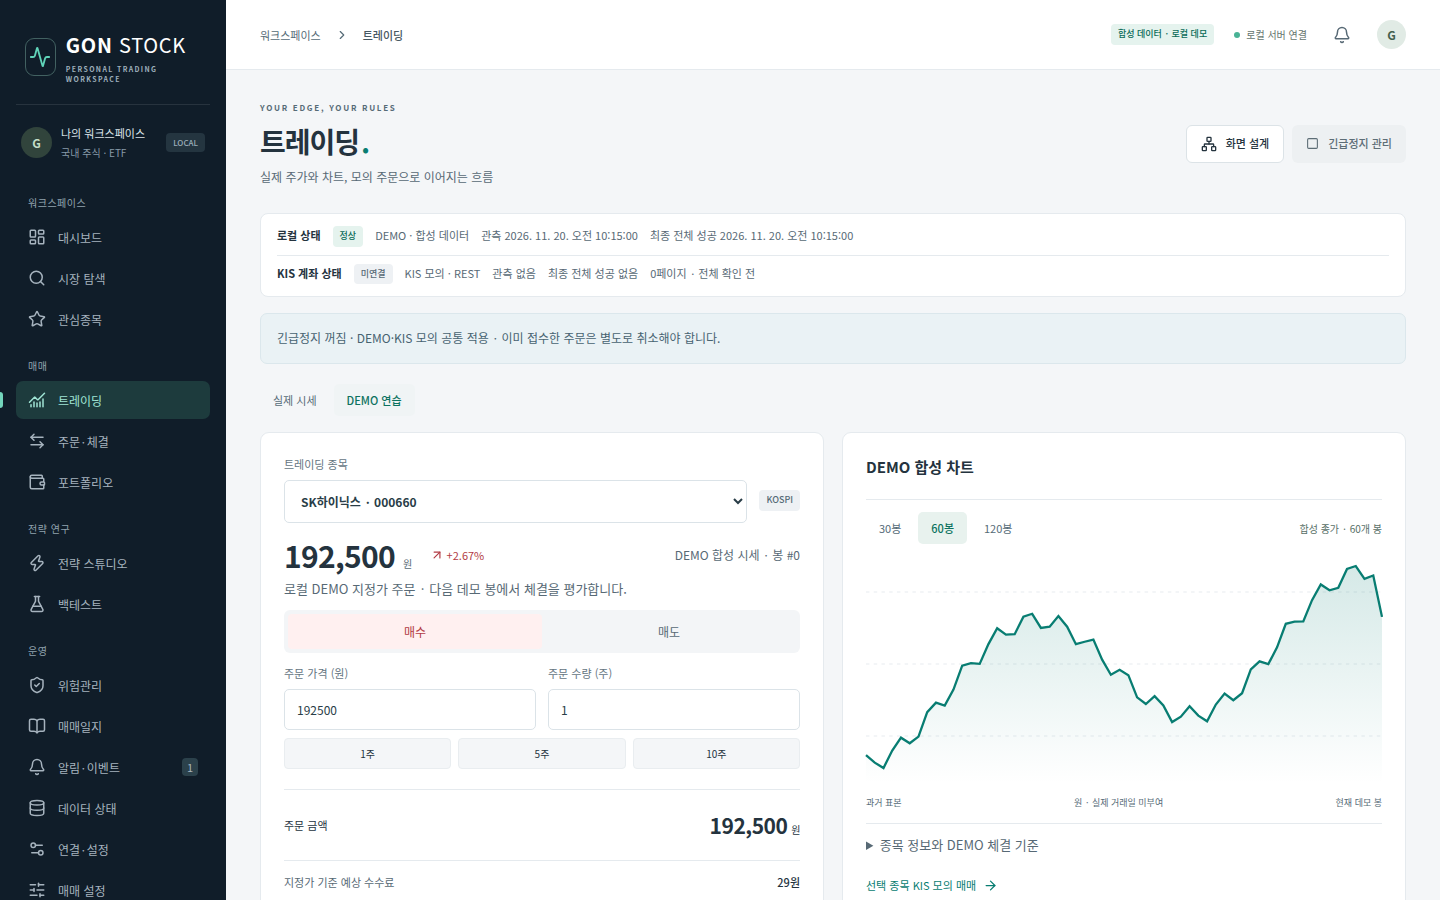 GON STOCK
PERSONAL TRADING
WORKSPACE
G
나의 워크스페이스
국내 주식 · ETF
LOCAL
워크스페이스
대시보드
시장 탐색
관심종목
매매
트레이딩
주문·체결
포트폴리오
전략 연구
전략 스튜디오
백테스트
운영
위험관리
매매일지
알림·이벤트
1
데이터 상태
연결·설정
매매 설정
워크스페이스
트레이딩
합성 데이터 · 로컬 데모
로컬 서버 연결
G
YOUR EDGE, YOUR RULES
트레이딩.
실제 주가와 차트, 모의 주문으로 이어지는 흐름
화면 설계
긴급정지 관리
로컬 상태 정상 DEMO · 합성 데이터 관측 2026. 11. 20. 오전 10:15:00 최종 전체 성공 2026. 11. 20. 오전 10:15:00
KIS 계좌 상태 미연결 KIS 모의 · REST 관측 없음 최종 전체 성공 없음 0페이지 · 전체 확인 전
긴급정지 꺼짐 · DEMO·KIS 모의 공통 적용 · 이미 접수한 주문은 별도로 취소해야 합니다.
실제 시세
DEMO 연습
트레이딩 종목
SK하이닉스 · 000660
KOSPI
192,500 원 +2.67%
DEMO 합성 시세 · 봉 #0
로컬 DEMO 지정가 주문 · 다음 데모 봉에서 체결을 평가합니다.
매수
매도
주문 가격 (원)
주문 수량 (주)
192500
1
1주
5주
10주
주문 금액
192,500 원
지정가 기준 예상 수수료
29원
DEMO 합성 차트
30봉
60봉
120봉
합성 종가 · 60개 봉
과거 표본
원 · 실제 거래일 미부여
현재 데모 봉
종목 정보와 DEMO 체결 기준
선택 종목 KIS 모의 매매